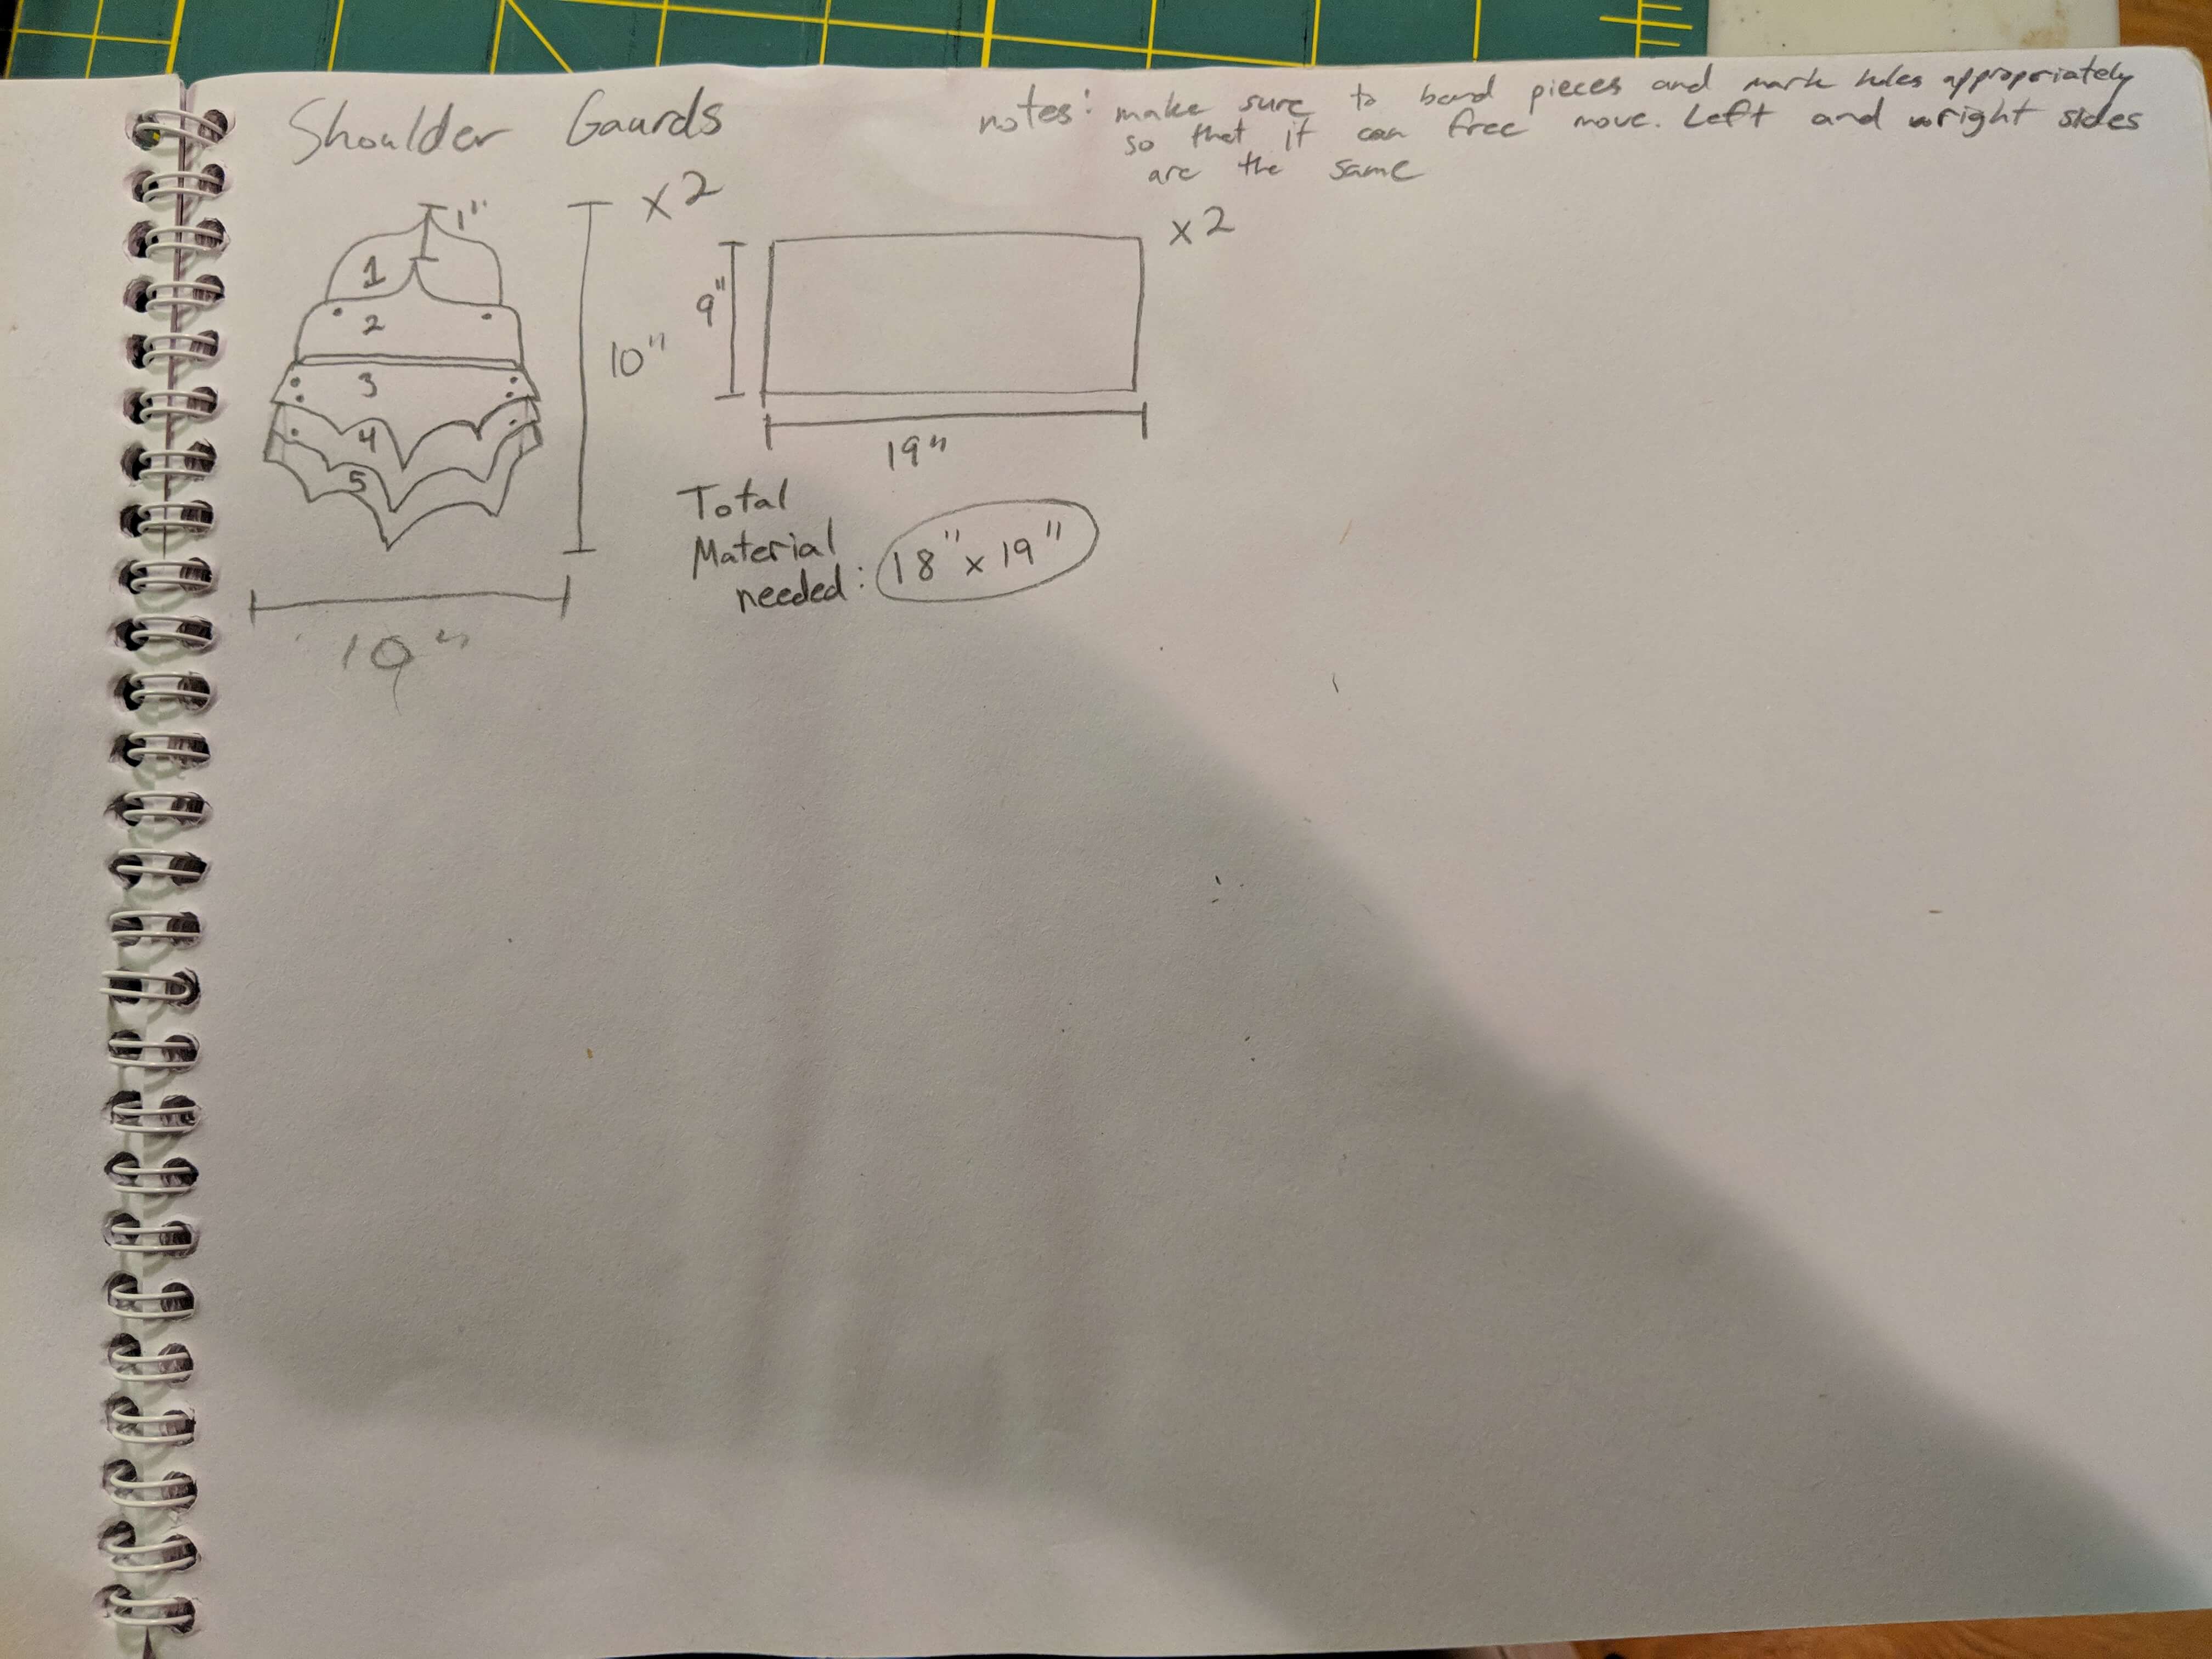 Shoulder Gaurds
notes: make sure to bend pieces and mark holes appropriately
so that it can free move. Left and wright sides
are the same
x2
1"
1
2
3
4
5
10"
x2
9"
19"
Total
Material
needed: 18" x 19"